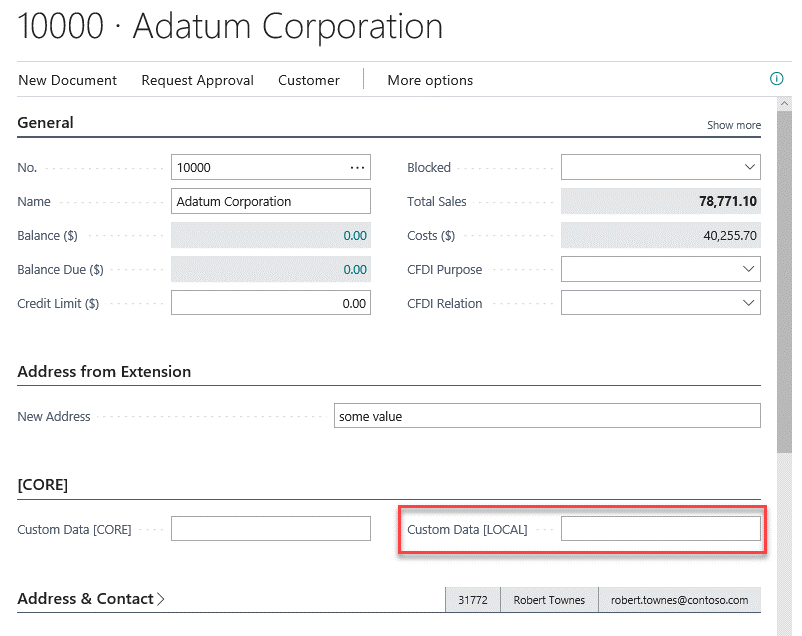 10000 · Adatum Corporation
New Document Request Approval Customer More options
General Show more
No. 10000 ... Blocked
Name Adatum Corporation Total Sales 78,771.10
Balance ($) 0.00 Costs ($) 40,255.70
Balance Due ($) 0.00 CFDI Purpose
Credit Limit ($) 0.00 CFDI Relation
Address from Extension
New Address some value
[CORE]
Custom Data [CORE] Custom Data [LOCAL]
Address & Contact > 31772 Robert Townes robert.townes@contoso.com